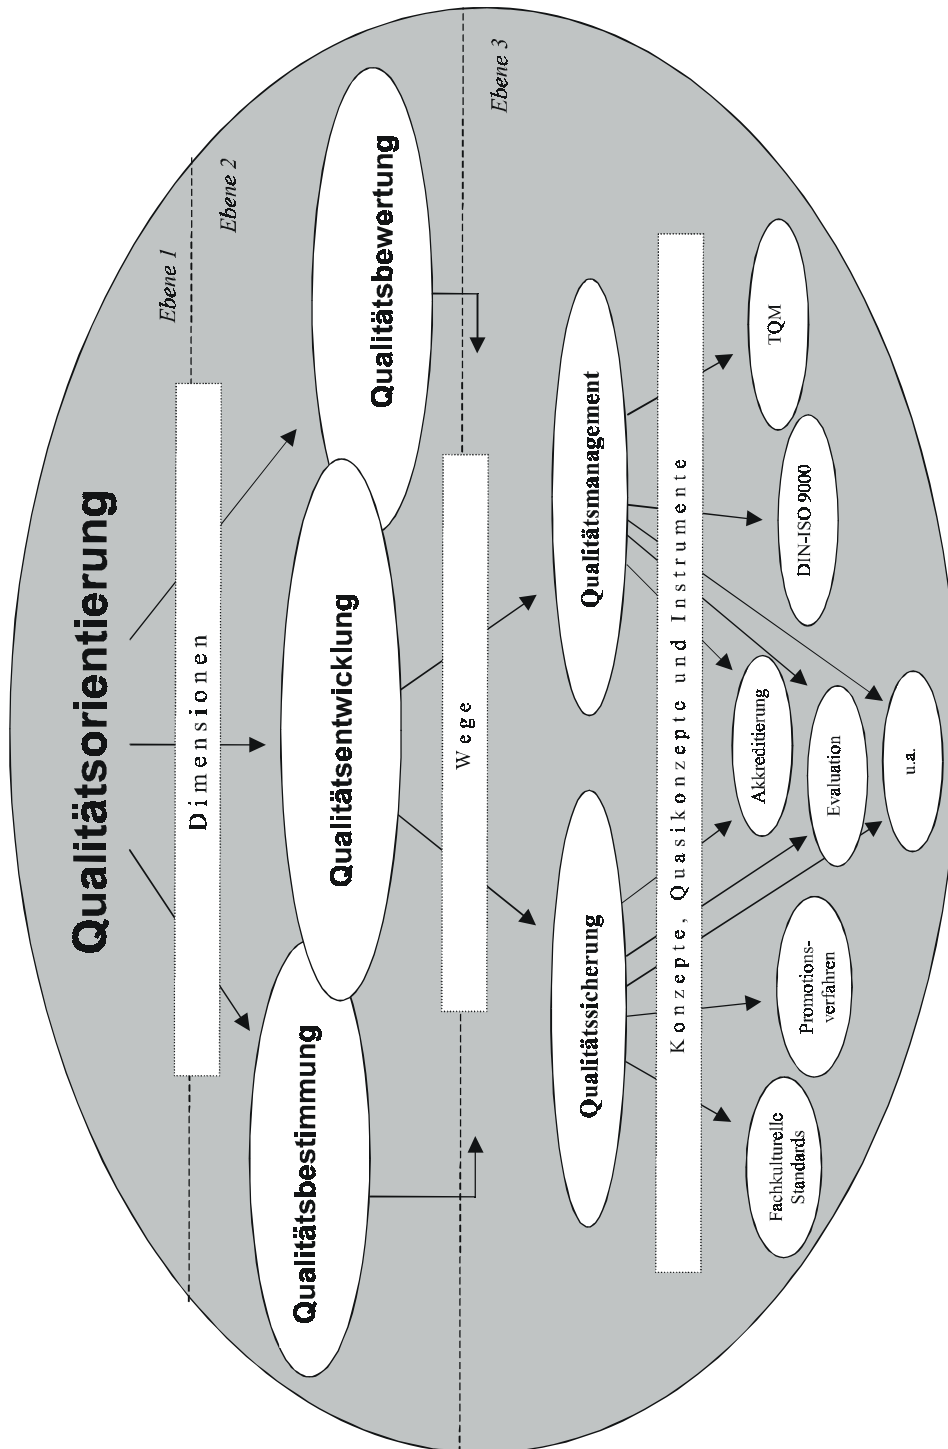 Qualitätsorientierung
Ebene 1
Dimensionen
Ebene 2
Qualitätsbestimmung
Qualitätsentwicklung
Qualitätsbewertung
Wege
Ebene 3
Qualitätssicherung
Qualitätsmanagement
Konzepte, Quasikonzepte und Instrumente
Fachkulturelle
Standards
Promotions-
verfahren
Akkreditierung
Evaluation
u.a.
DIN-ISO 9000
TQM